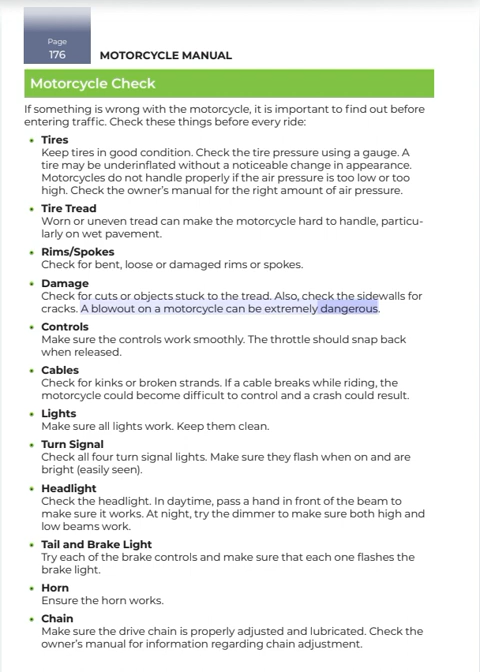 Page
176
MOTORCYCLE MANUAL
Motorcycle Check
If something is wrong with the motorcycle, it is important to find out before
entering traffic. Check these things before every ride:
• Tires
Keep tires in good condition. Check the tire pressure using a gauge. A
tire may be underinflated without a noticeable change in appearance.
Motorcycles do not handle properly if the air pressure is too low or too
high. Check the owner's manual for the right amount of air pressure.
• Tire Tread
Worn or uneven tread can make the motorcycle hard to handle, particu-
larly on wet pavement.
• Rims/Spokes
Check for bent, loose or damaged rims or spokes.
• Damage
Check for cuts or objects stuck to the tread. Also, check the sidewalls for
cracks. A blowout on a motorcycle can be extremely dangerous.
• Controls
Make sure the controls work smoothly. The throttle should snap back
when released.
• Cables
Check for kinks or broken strands. If a cable breaks while riding, the
motorcycle could become difficult to control and a crash could result.
• Lights
Make sure all lights work. Keep them clean.
• Turn Signal
Check all four turn signal lights. Make sure they flash when on and are
bright (easily seen).
• Headlight
Check the headlight. In daytime, pass a hand in front of the beam to
make sure it works. At night, try the dimmer to make sure both high and
low beams work.
• Tail and Brake Light
Try each of the brake controls and make sure that each one flashes the
brake light.
• Horn
Ensure the horn works.
• Chain
Make sure the drive chain is properly adjusted and lubricated. Check the
owner's manual for information regarding chain adjustment.